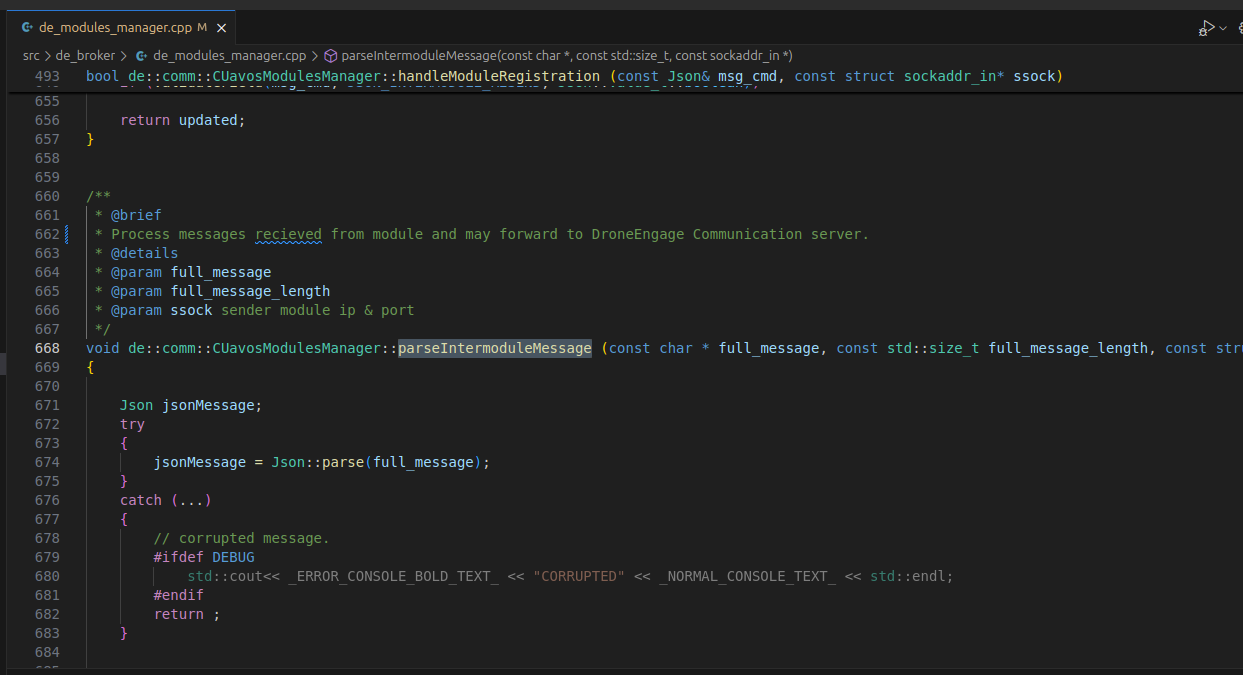 de_modules_manager.cpp M
src > de_broker > de_modules_manager.cpp > parseIntermoduleMessage(const char *, const std::size_t, const sockaddr_in *)
493 bool de::comm::CUavosModulesManager::handleModuleRegistration (const Json& msg_cmd, const struct sockaddr_in* ssock)
655
656 return updated;
657 }
658
659
660 /**
661 * @brief
662 * Process messages recieved from module and may forward to DroneEngage Communication server.
663 * @details
664 * @param full_message
665 * @param full_message_length
666 * @param ssock sender module ip & port
667 */
668 void de::comm::CUavosModulesManager::parseIntermoduleMessage (const char * full_message, const std::size_t full_message_length, const
669 {
670
671 Json jsonMessage;
672 try
673 {
674 jsonMessage = Json::parse(full_message);
675 }
676 catch (...)
677 {
678 // corrupted message.
679 #ifdef DEBUG
680 std::cout<< _ERROR_CONSOLE_BOLD_TEXT_ << "CORRUPTED" << _NORMAL_CONSOLE_TEXT_ << std::endl;
681 #endif
682 return ;
683 }
684